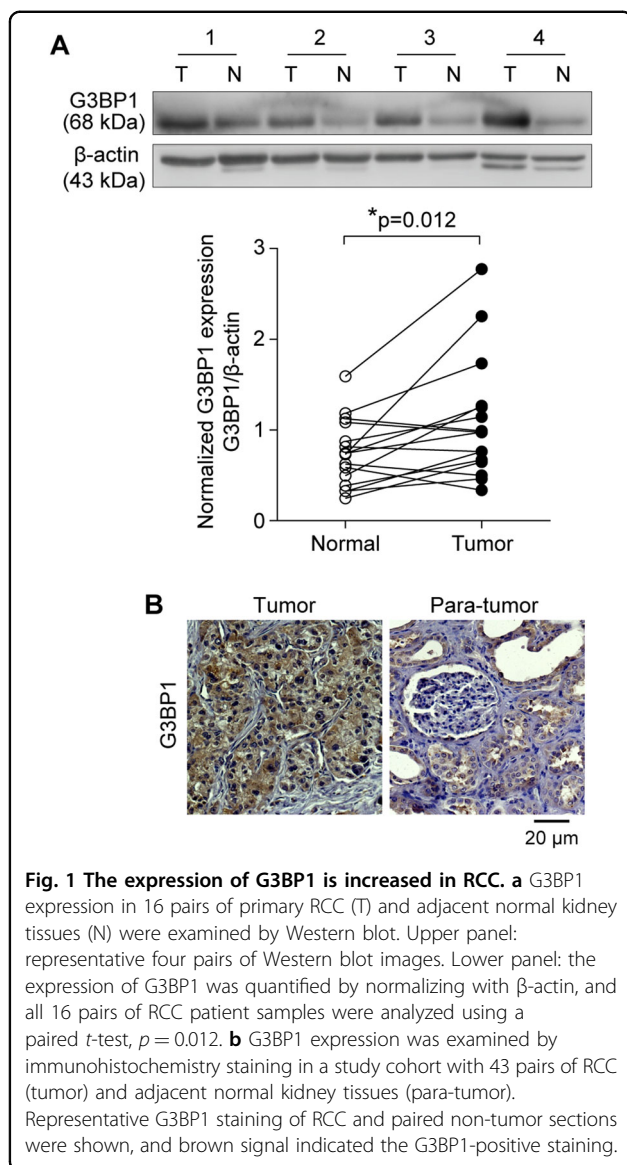 A
1 2 3 4
T N T N T N T N
G3BP1
(68 kDa)
β-actin
(43 kDa)
*p=0.012
3
2
1
0
Normalized G3BP1 expression
G3BP1/β-actin
Normal Tumor
B
Tumor Para-tumor
G3BP1
20 µm
Fig. 1 The expression of G3BP1 is increased in RCC. a G3BP1
expression in 16 pairs of primary RCC (T) and adjacent normal kidney
tissues (N) were examined by Western blot. Upper panel:
representative four pairs of Western blot images. Lower panel: the
expression of G3BP1 was quantified by normalizing with β-actin, and
all 16 pairs of RCC patient samples were analyzed using a
paired t-test, p = 0.012. b G3BP1 expression was examined by
immunohistochemistry staining in a study cohort with 43 pairs of RCC
(tumor) and adjacent normal kidney tissues (para-tumor).
Representative G3BP1 staining of RCC and paired non-tumor sections
were shown, and brown signal indicated the G3BP1-positive staining.